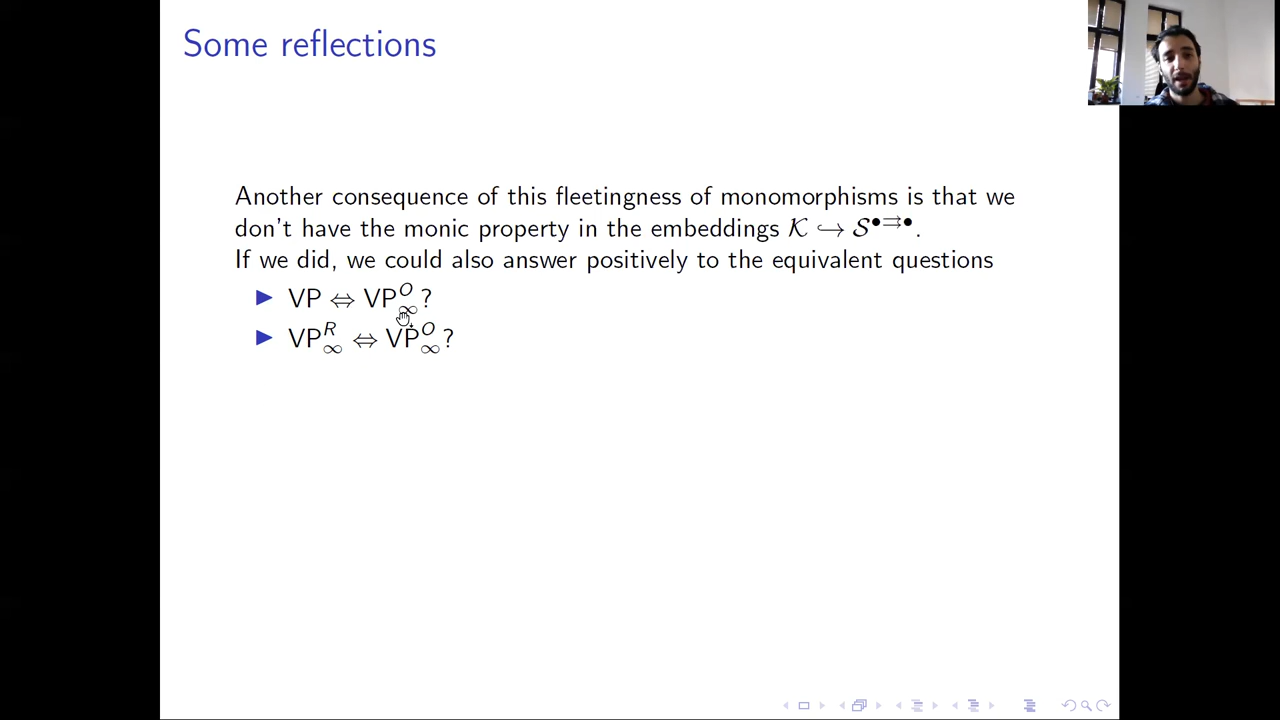 Some reflections
Another consequence of this fleetingness of monomorphisms is that we
don't have the monic property in the embeddings 𝒦 ↪ 𝒮^{•⇉•}.
If we did, we could also answer positively to the equivalent questions
▶ VP ⇔ VP^O_∞?
▶ VP^R_∞ ⇔ VP^O_∞?